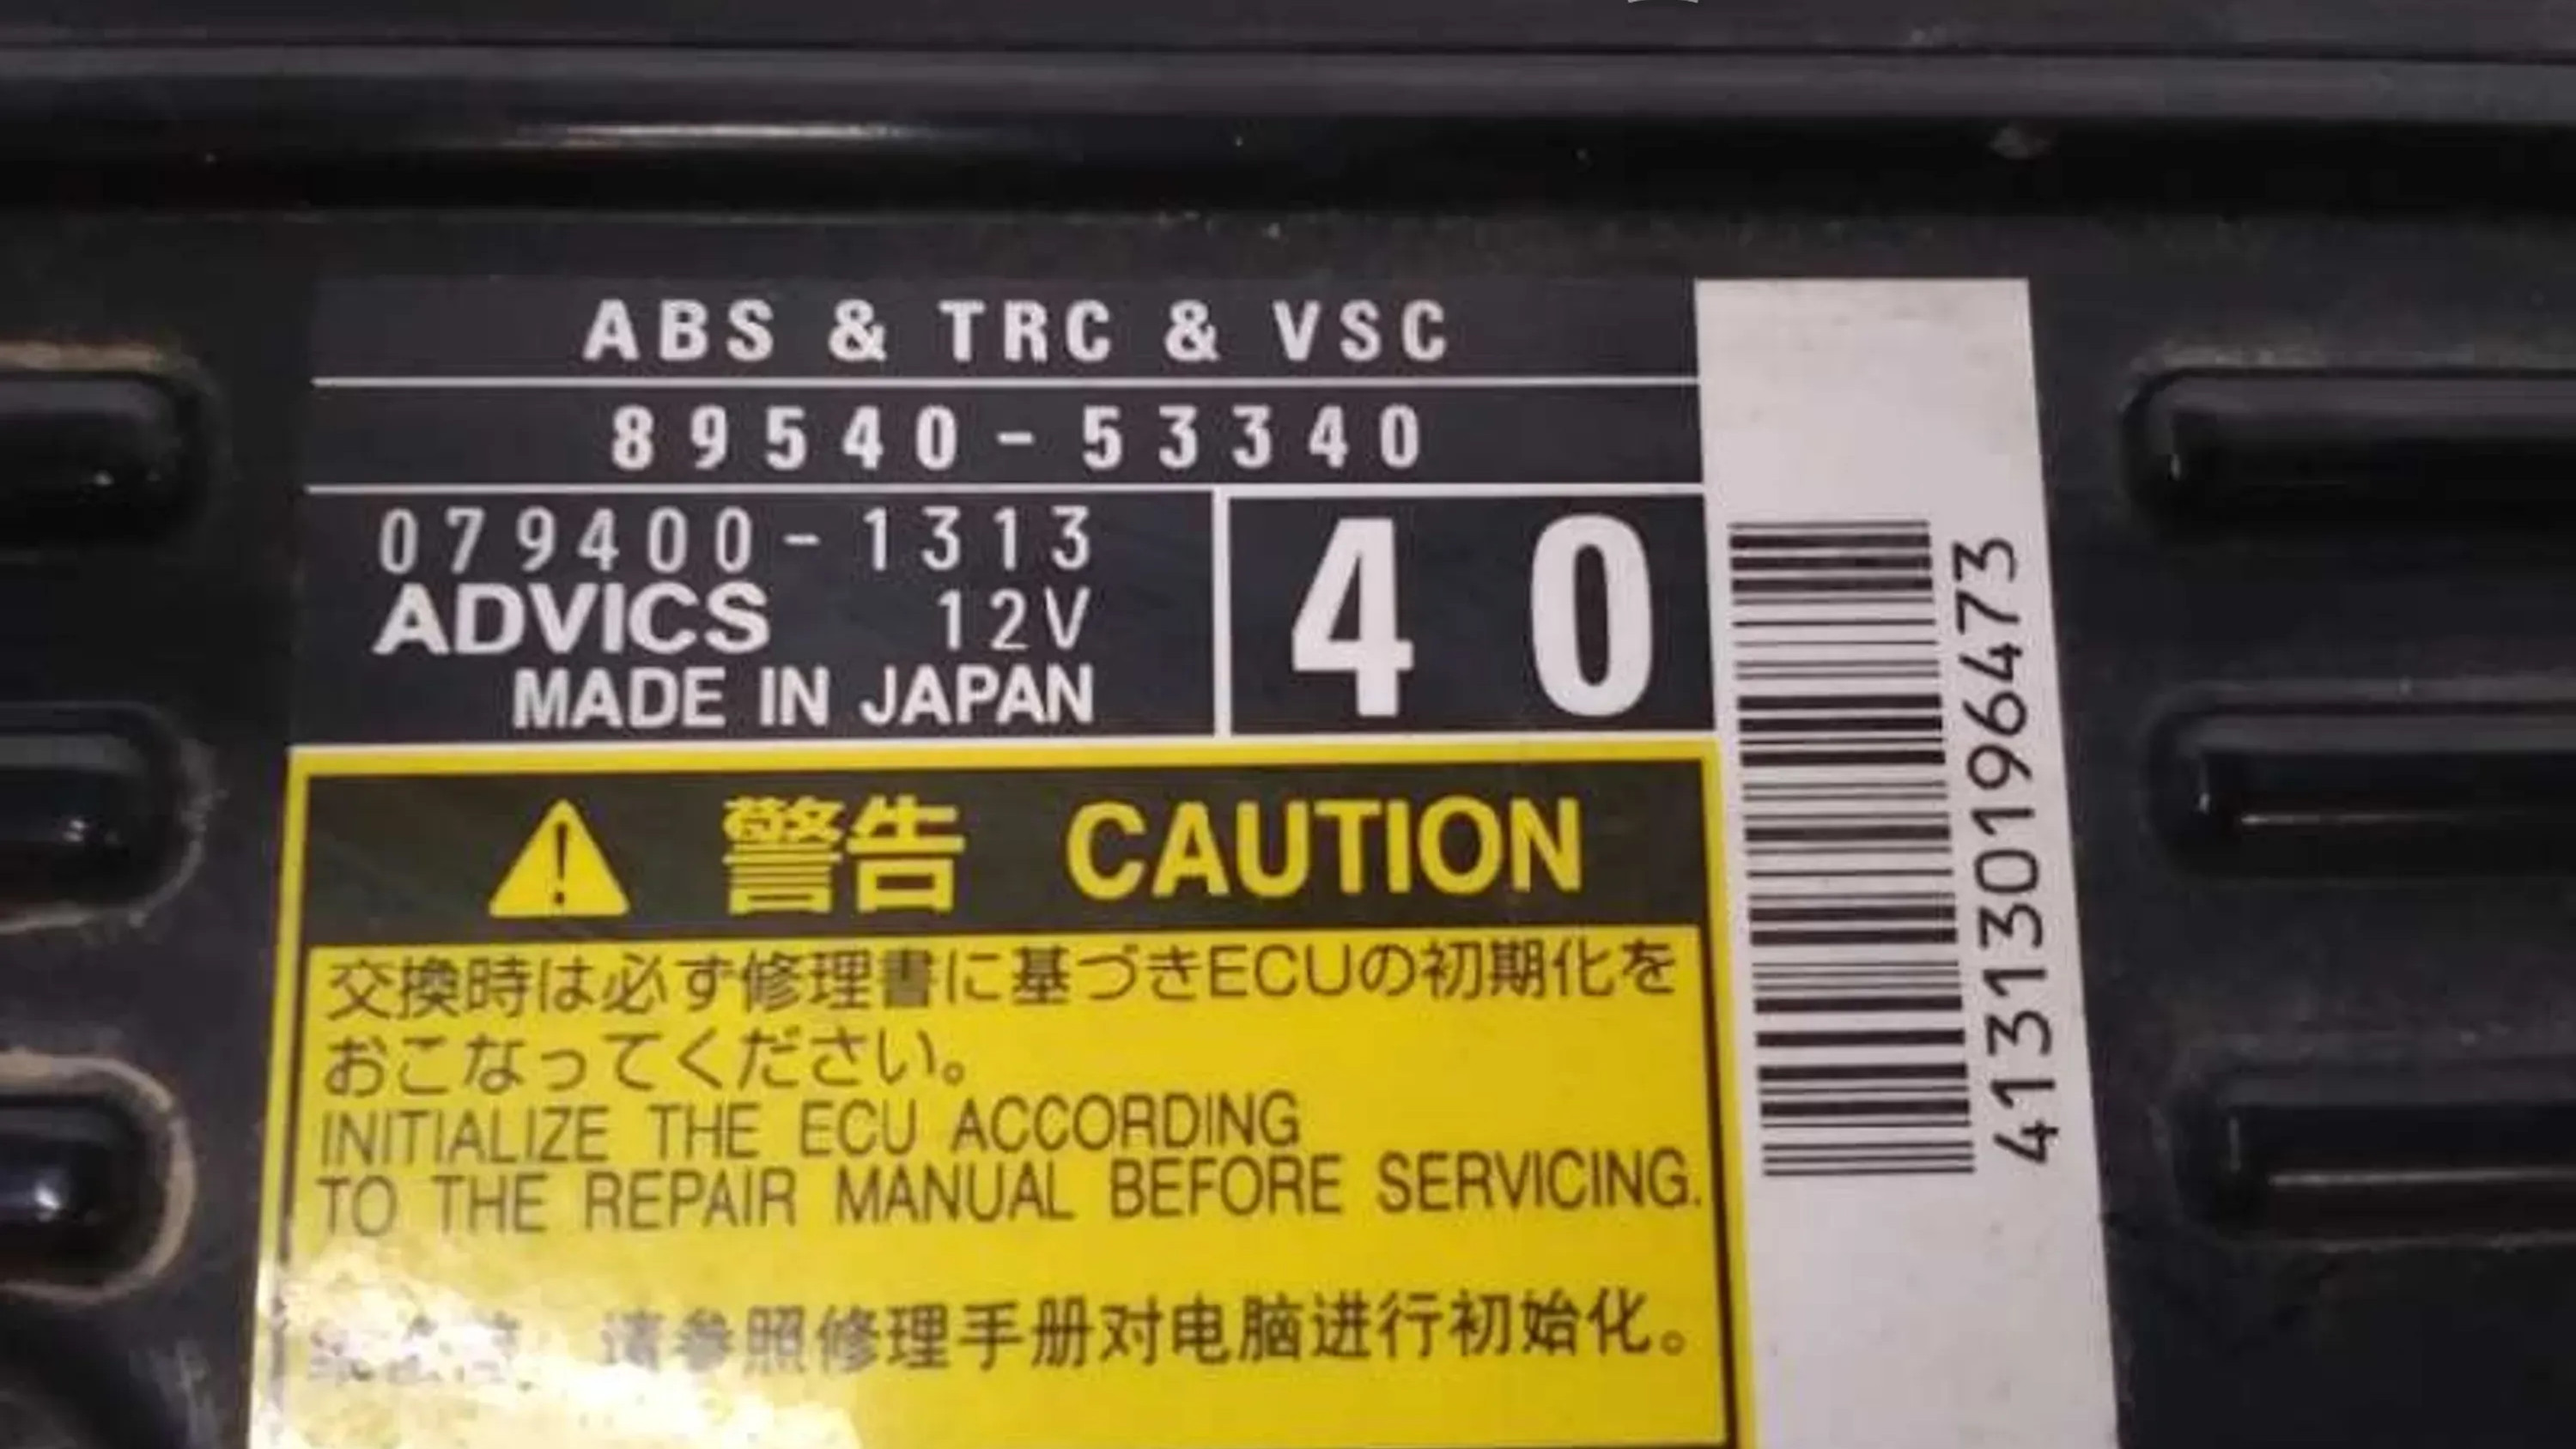 ABS & TRC & VSC
89540-53340
079400-1313
ADVICS 12V
MADE IN JAPAN
40
警告 CAUTION
交換時は必ず修理書に基づきECUの初期化を
おこなってください。
INITIALIZE THE ECU ACCORDING
TO THE REPAIR MANUAL BEFORE SERVICING.
请参照修理手册对电脑进行初始化。
413130196473